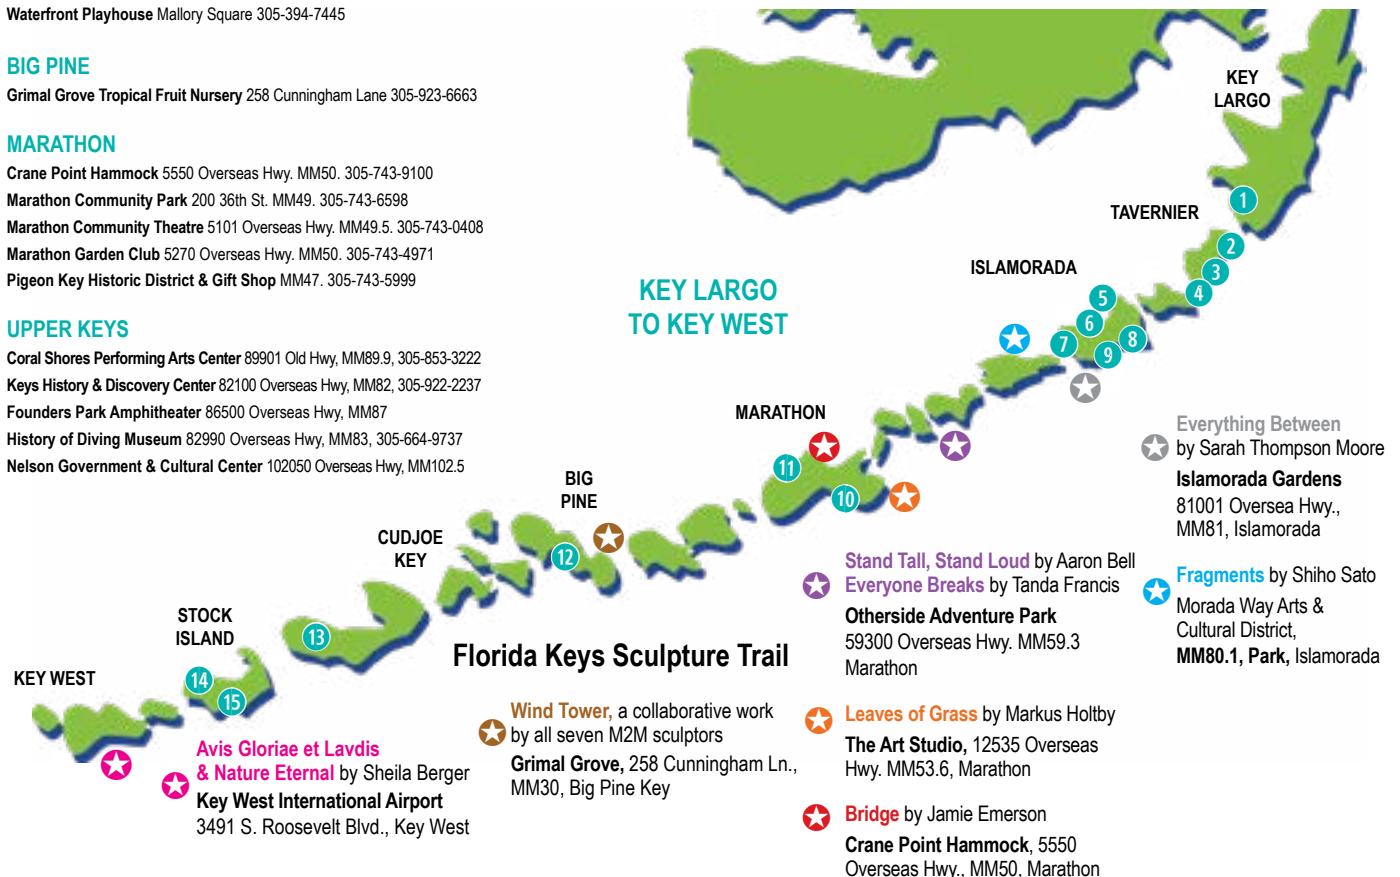 Waterfront Playhouse Mallory Square 305-394-7445
BIG PINE
Grimal Grove Tropical Fruit Nursery 258 Cunningham Lane 305-923-6663
MARATHON
Crane Point Hammock 5550 Overseas Hwy. MM50. 305-743-9100
Marathon Community Park 200 36th St. MM49. 305-743-6598
Marathon Community Theatre 5101 Overseas Hwy. MM49.5. 305-743-0408
Marathon Garden Club 5270 Overseas Hwy. MM50. 305-743-4971
Pigeon Key Historic District & Gift Shop MM47. 305-743-5999
UPPER KEYS
Coral Shores Performing Arts Center 89901 Old Hwy, MM89.9, 305-853-3222
Keys History & Discovery Center 82100 Overseas Hwy, MM82, 305-922-2237
Founders Park Amphitheater 86500 Overseas Hwy, MM87
History of Diving Museum 82990 Overseas Hwy, MM83, 305-664-9737
Nelson Government & Cultural Center 102050 Overseas Hwy, MM102.5
KEY LARGO
TO KEY WEST
KEY
LARGO
1
TAVERNIER
2
3
4
ISLAMORADA
5
6
7
8
9
MARATHON
11
10
BIG
PINE
12
CUDJOE
KEY
13
STOCK
ISLAND
14
15
KEY WEST
Florida Keys Sculpture Trail
Avis Gloriae et Lavdis
& Nature Eternal by Sheila Berger
Key West International Airport
3491 S. Roosevelt Blvd., Key West
Wind Tower, a collaborative work
by all seven M2M sculptors
Grimal Grove, 258 Cunningham Ln.,
MM30, Big Pine Key
Stand Tall, Stand Loud by Aaron Bell
Everyone Breaks by Tanda Francis
Otherside Adventure Park
59300 Overseas Hwy. MM59.3
Marathon
Leaves of Grass by Markus Holtby
The Art Studio, 12535 Overseas
Hwy. MM53.6, Marathon
Bridge by Jamie Emerson
Crane Point Hammock, 5550
Overseas Hwy., MM50, Marathon
Everything Between
by Sarah Thompson Moore
Islamorada Gardens
81001 Oversea Hwy.,
MM81, Islamorada
Fragments by Shiho Sato
Morada Way Arts &
Cultural District,
MM80.1, Park, Islamorada